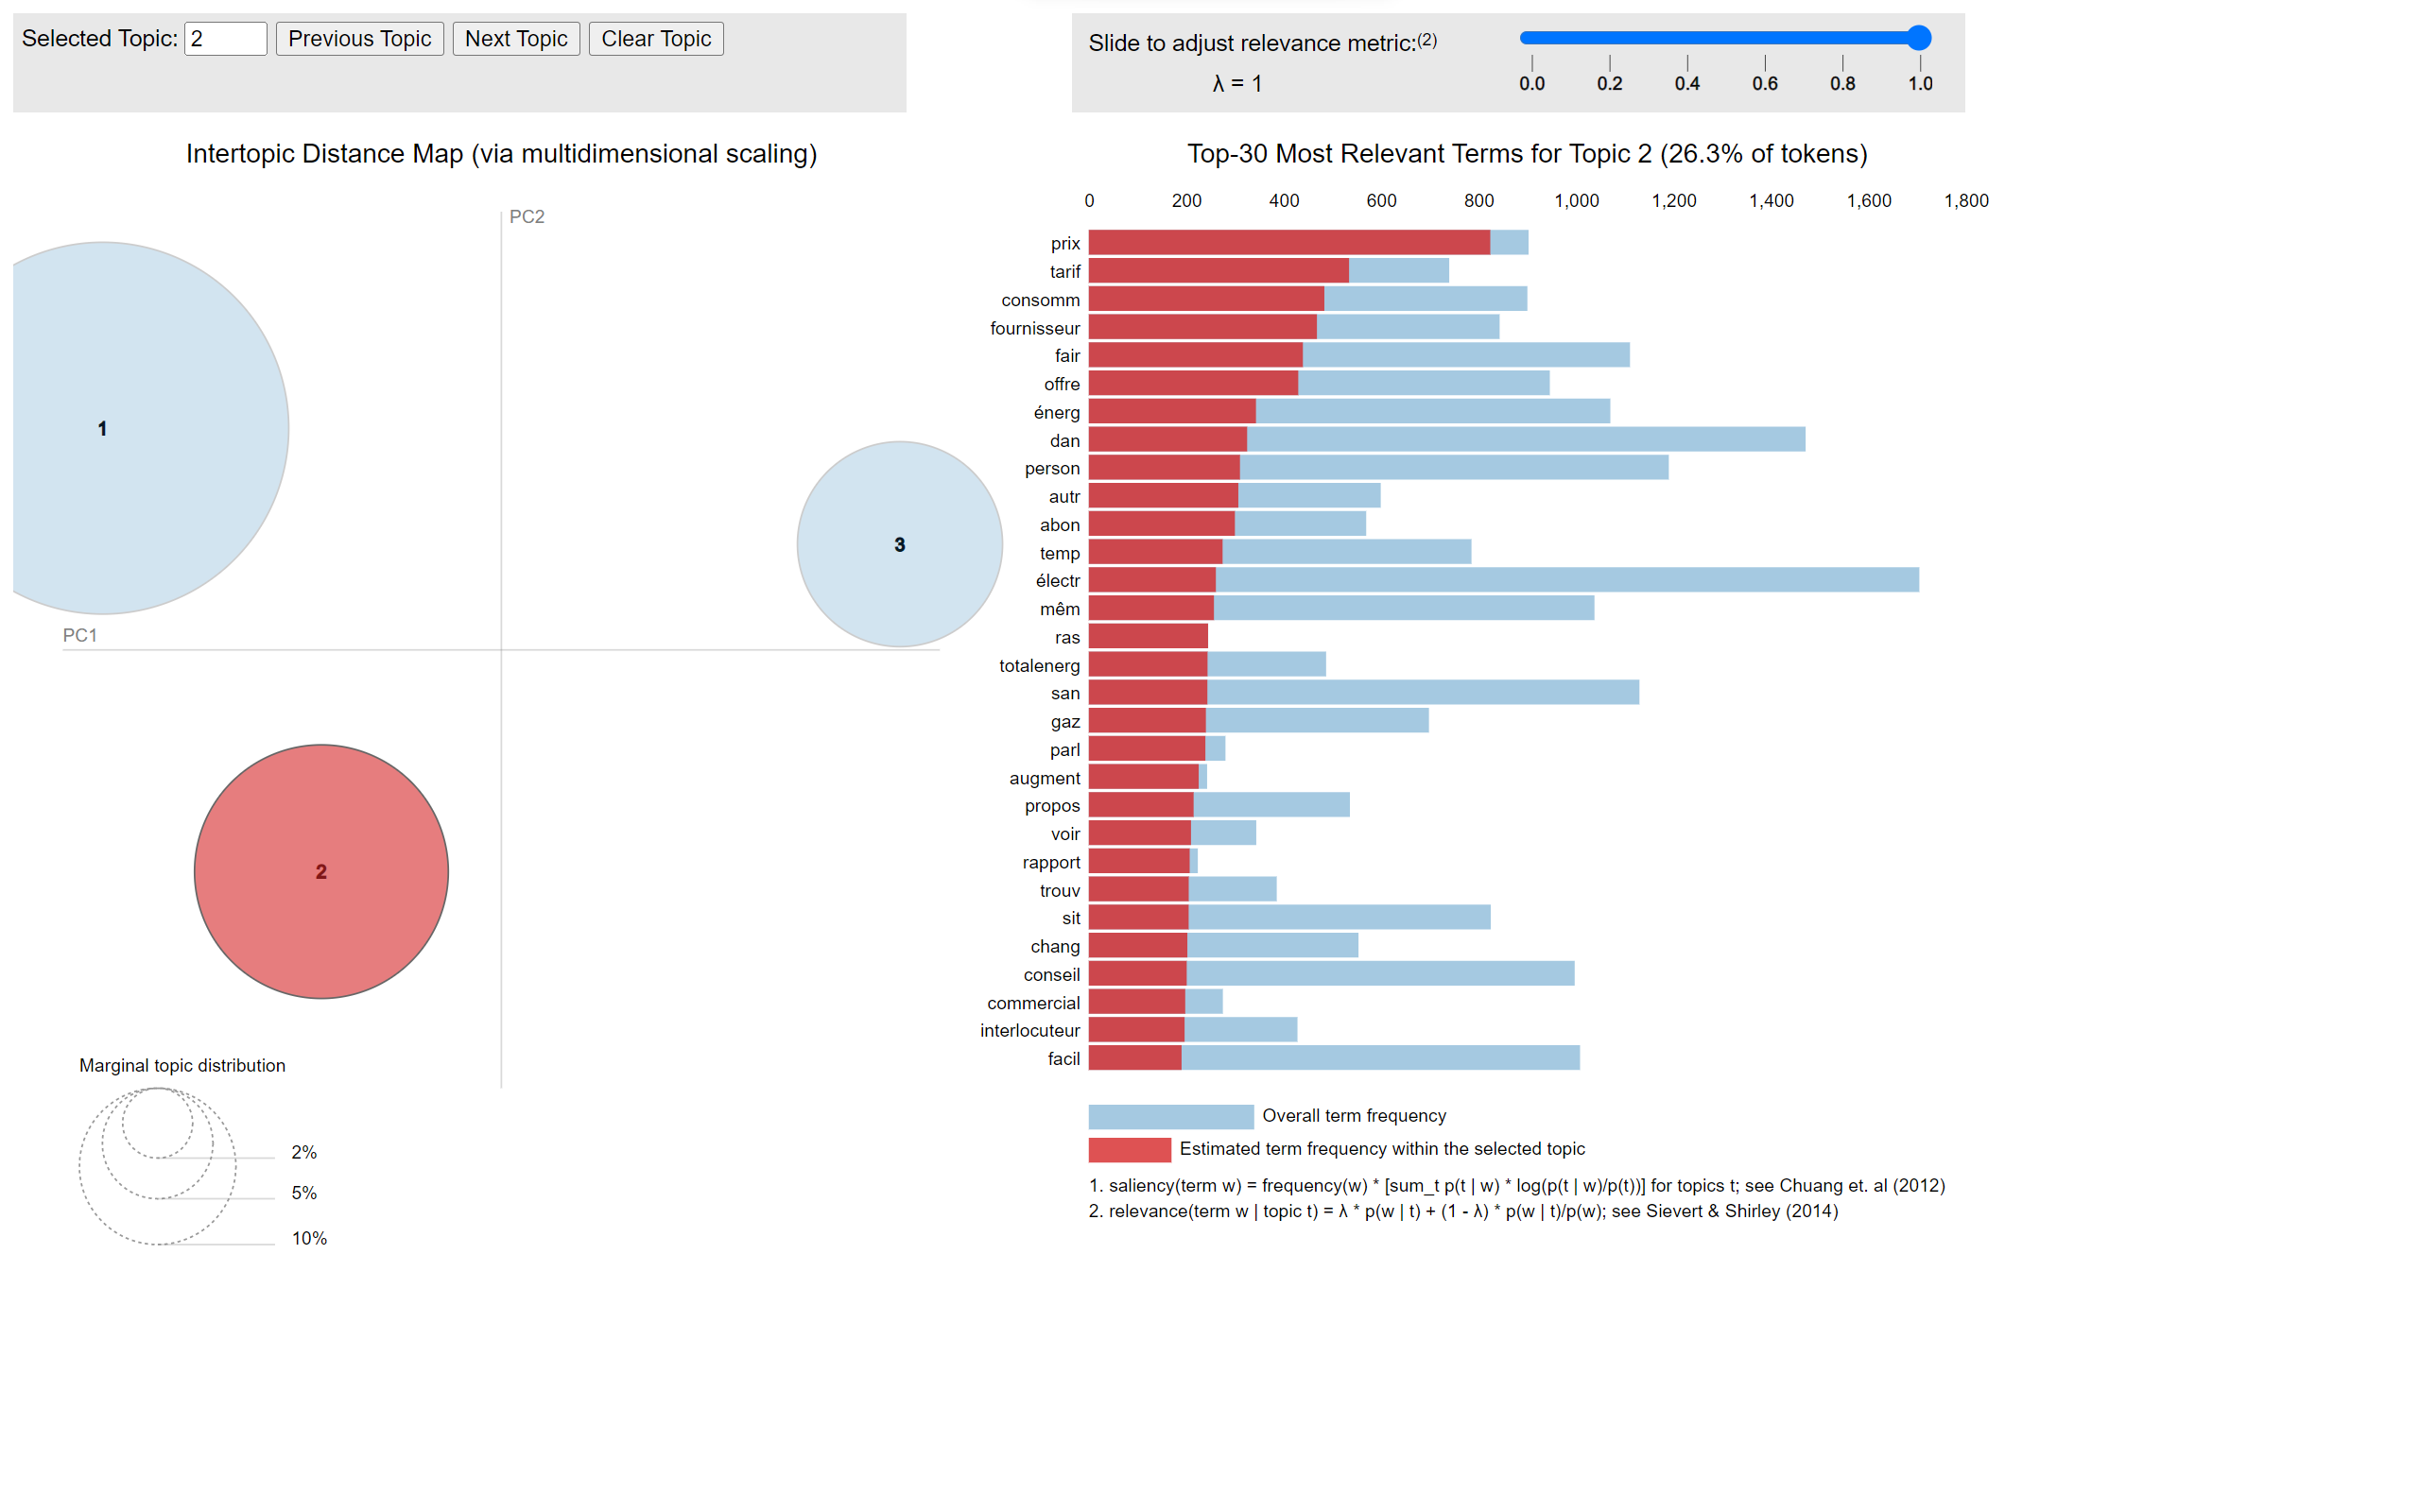 Selected Topic: 2 Previous Topic Next Topic Clear Topic
Slide to adjust relevance metric:(2)
λ = 1
0.0 0.2 0.4 0.6 0.8 1.0
Intertopic Distance Map (via multidimensional scaling)
PC2
1
3
PC1
2
Marginal topic distribution
2%
5%
10%
Top-30 Most Relevant Terms for Topic 2 (26.3% of tokens)
0 200 400 600 800 1,000 1,200 1,400 1,600 1,800
prix
tarif
consomm
fournisseur
fair
offre
énerg
dan
person
autr
abon
temp
électr
mêm
ras
totalenerg
san
gaz
parl
augment
propos
voir
rapport
trouv
sit
chang
conseil
commercial
interlocuteur
facil
Overall term frequency
Estimated term frequency within the selected topic
1. saliency(term w) = frequency(w) * [sum_t p(t | w) * log(p(t | w)/p(t))] for topics t; see Chuang et. al (2012)
2. relevance(term w | topic t) = λ * p(w | t) + (1 - λ) * p(w | t)/p(w); see Sievert & Shirley (2014)